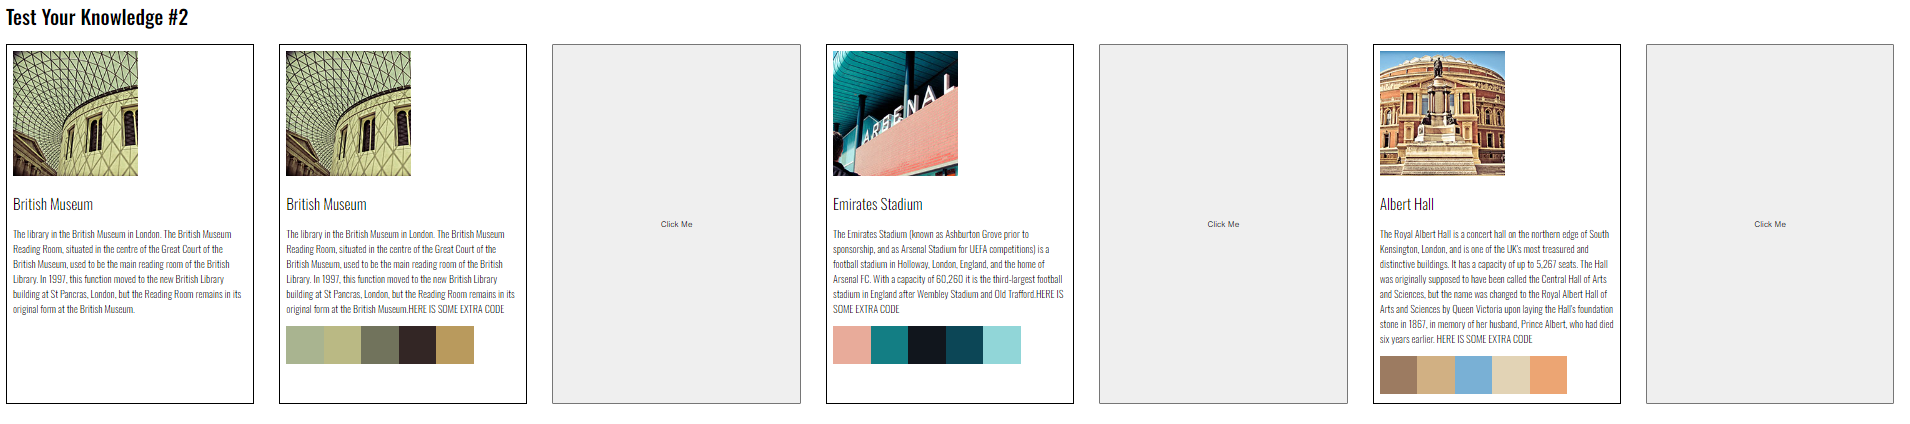 Test Your Knowledge #2
British Museum
The library in the British Museum in London. The British Museum
Reading Room, situated in the centre of the Great Court of the
British Museum, used to be the main reading room of the British
Library. In 1997, this function moved to the new British Library
building at St Pancras, London, but the Reading Room remains in its
original form at the British Museum.
British Museum
The library in the British Museum in London. The British Museum
Reading Room, situated in the centre of the Great Court of the
British Museum, used to be the main reading room of the British
Library. In 1997, this function moved to the new British Library
building at St Pancras, London, but the Reading Room remains in its
original form at the British Museum.HERE IS SOME EXTRA CODE
Click Me
ARSENAL
Emirates Stadium
The Emirates Stadium (known as Ashburton Grove prior to
sponsorship, and as Arsenal Stadium for UEFA competitions) is a
football stadium in Holloway, London, England, and the home of
Arsenal FC. With a capacity of 60,260 it is the third-largest football
stadium in England after Wembley Stadium and Old Trafford.HERE IS
SOME EXTRA CODE
Click Me
Albert Hall
The Royal Albert Hall is a concert hall on the northern edge of South
Kensington, London, and is one of the UK's most treasured and
distinctive buildings. It has a capacity of up to 5,267 seats. The Hall
was originally supposed to have been called the Central Hall of Arts
and Sciences, but the name was changed to the Royal Albert Hall of
Arts and Sciences by Queen Victoria upon laying the Hall's foundation
stone in 1867, in memory of her husband, Prince Albert, who had died
six years earlier. HERE IS SOME EXTRA CODE
Click Me